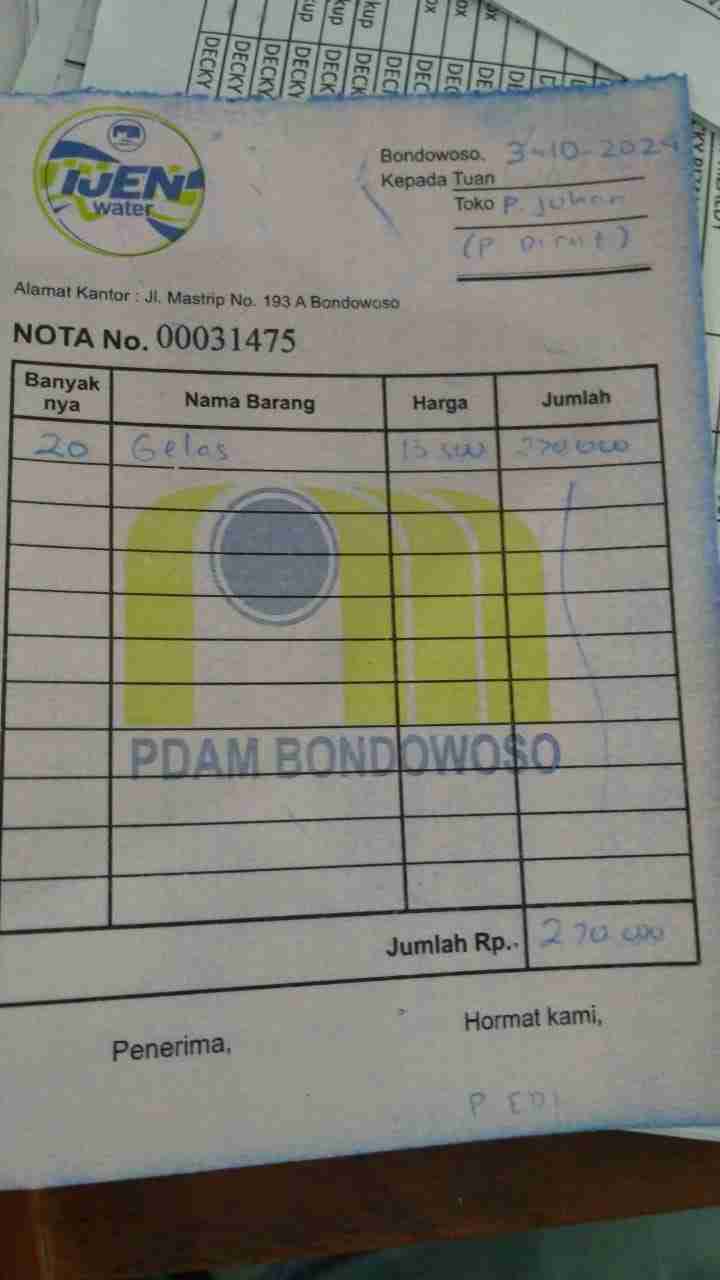 kup
kup
kup
ox
ox
ox
DECKY
DECKY
DECKY
DECKY
DECK
DECK
DEC
DEC
DE
DE
D
IJEN
water
Bondowoso. 3-10-2024
Kepada Tuan
Toko P. Juhan
(P Dirut)
Alamat Kantor : Jl. Mastrip No. 193 A Bondowoso
NOTA No. 00031475
Banyak nya Nama Barang Harga Jumlah
20 Gelas 13 500 270 000
PDAM BONDOWOSO
Jumlah Rp. 270 000
Penerima, Hormat kami,
P EDI